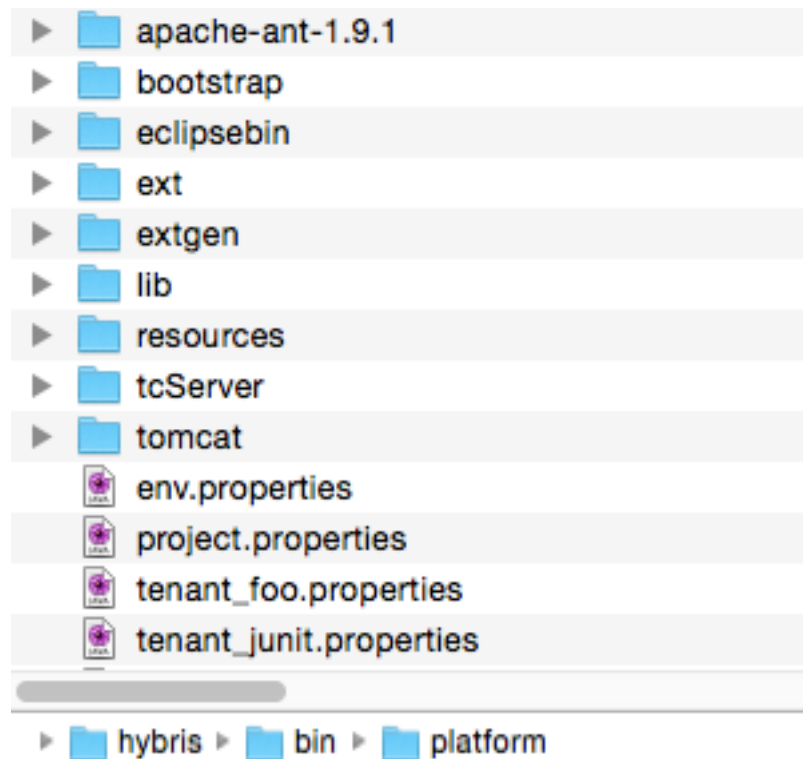 apache-ant-1.9.1
bootstrap
eclipsebin
ext
extgen
lib
resources
tcServer
tomcat
env.properties
project.properties
tenant_foo.properties
tenant_junit.properties
hybris bin platform